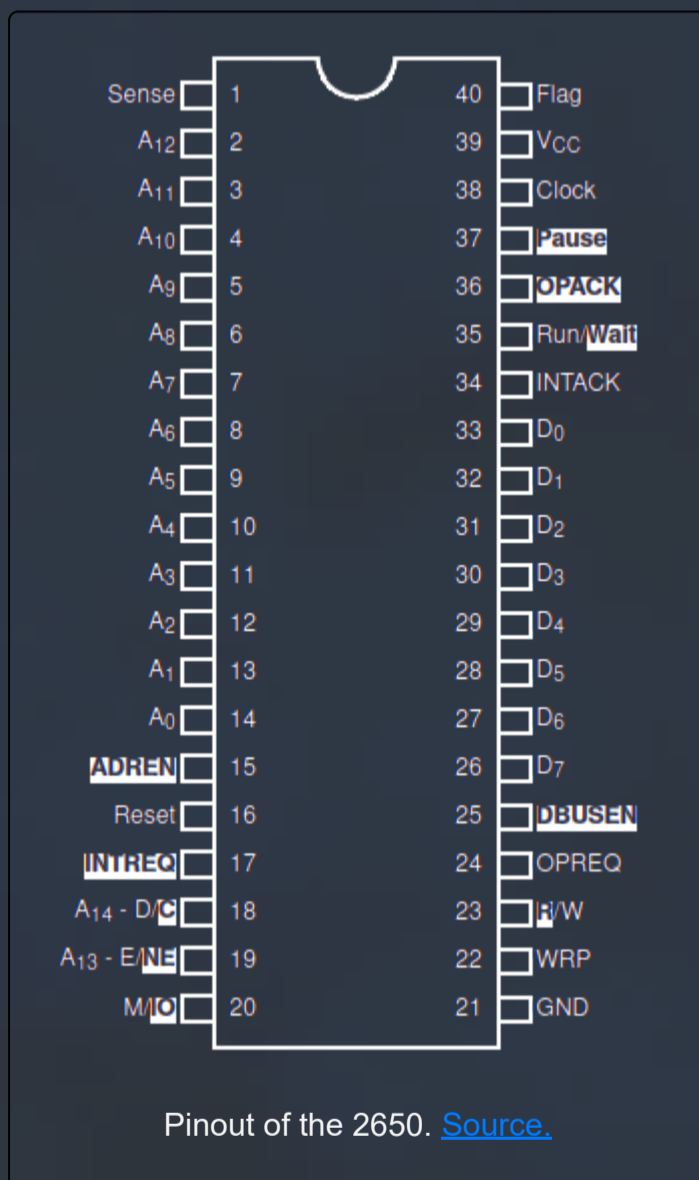 Sense 1 40 Flag
A12 2 39 VCC
A11 3 38 Clock
A10 4 37 Pause
A9 5 36 OPACK
A8 6 35 Run/Wait
A7 7 34 INTACK
A6 8 33 D0
A5 9 32 D1
A4 10 31 D2
A3 11 30 D3
A2 12 29 D4
A1 13 28 D5
A0 14 27 D6
ADREN 15 26 D7
Reset 16 25 DBUSEN
INTREQ 17 24 OPREQ
A14 - D/C 18 23 R/W
A13 - E/NE 19 22 WRP
M/IO 20 21 GND
Pinout of the 2650. Source.